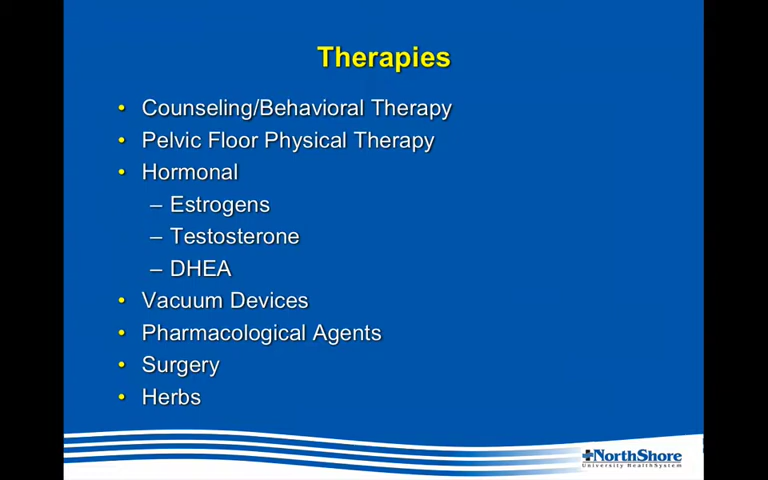 Therapies
• Counseling/Behavioral Therapy
• Pelvic Floor Physical Therapy
• Hormonal
– Estrogens
– Testosterone
– DHEA
• Vacuum Devices
• Pharmacological Agents
• Surgery
• Herbs
NorthShore
University HealthSystem